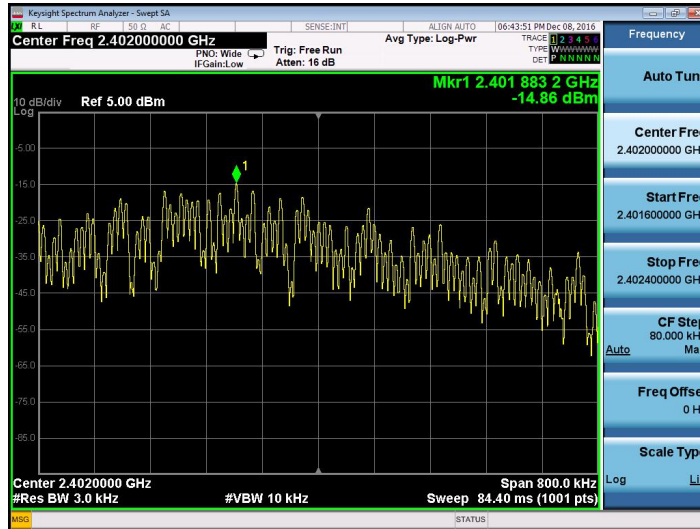 Keysight Spectrum Analyzer - Swept SA
LXI RL RF 50 Ω AC SENSE:INT ALIGN AUTO 06:43:51 PM Dec 08, 2016
Center Freq 2.402000000 GHz
PNO: Wide
IFGain:Low
Trig: Free Run
Atten: 16 dB
Avg Type: Log-Pwr
TRACE 1 2 3 4 5 6
TYPE WWWWWW
DET P NNNNN
Mkr1 2.401 883 2 GHz
-14.86 dBm
10 dB/div Ref 5.00 dBm
Log
1
-5.00
-15.0
-25.0
-35.0
-45.0
-55.0
-65.0
-75.0
-85.0
Center 2.4020000 GHz Span 800.0 kHz
#Res BW 3.0 kHz #VBW 10 kHz Sweep 84.40 ms (1001 pts)
MSG STATUS
Frequency
Auto Tun
Center Fre
2.402000000 GH
Start Fre
2.401600000 GH
Stop Fre
2.402400000 GH
CF Step
80.000 kH
Auto Ma
Freq Offse
0 H
Scale Type
Log Li